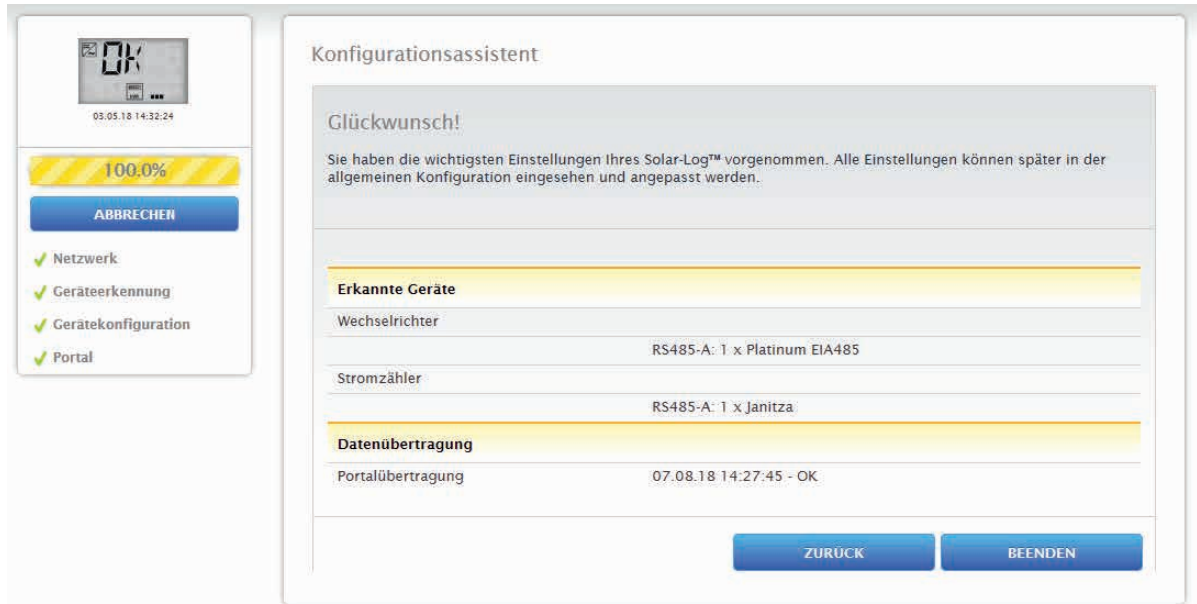 OK
03.05.18 14:32:24
100.0%
ABBRECHEN
Netzwerk
Geräteerkennung
Gerätekonfiguration
Portal
Konfigurationsassistent
Glückwunsch!
Sie haben die wichtigsten Einstellungen Ihres Solar-Log™ vorgenommen. Alle Einstellungen können später in der
allgemeinen Konfiguration eingesehen und angepasst werden.
Erkannte Geräte
Wechselrichter
RS485-A: 1 x Platinum EIA485
Stromzähler
RS485-A: 1 x Janitza
Datenübertragung
Portalübertragung 07.08.18 14:27:45 - OK
ZURÜCK BEENDEN